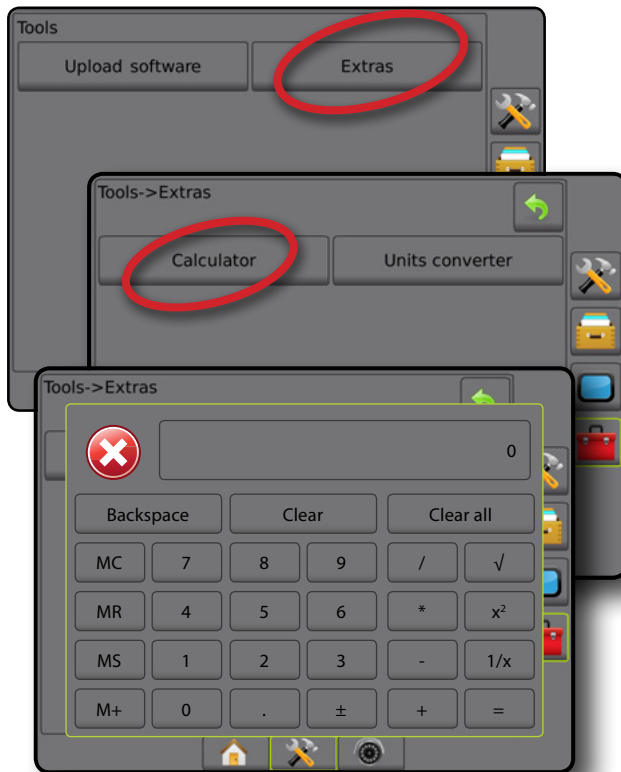 Tools
Upload software Extras
Tools->Extras
Calculator Units converter
Tools->Extras
0
Backspace Clear Clear all
MC 7 8 9 / √
MR 4 5 6 * x²
MS 1 2 3 - 1/x
M+ 0 . ± + =